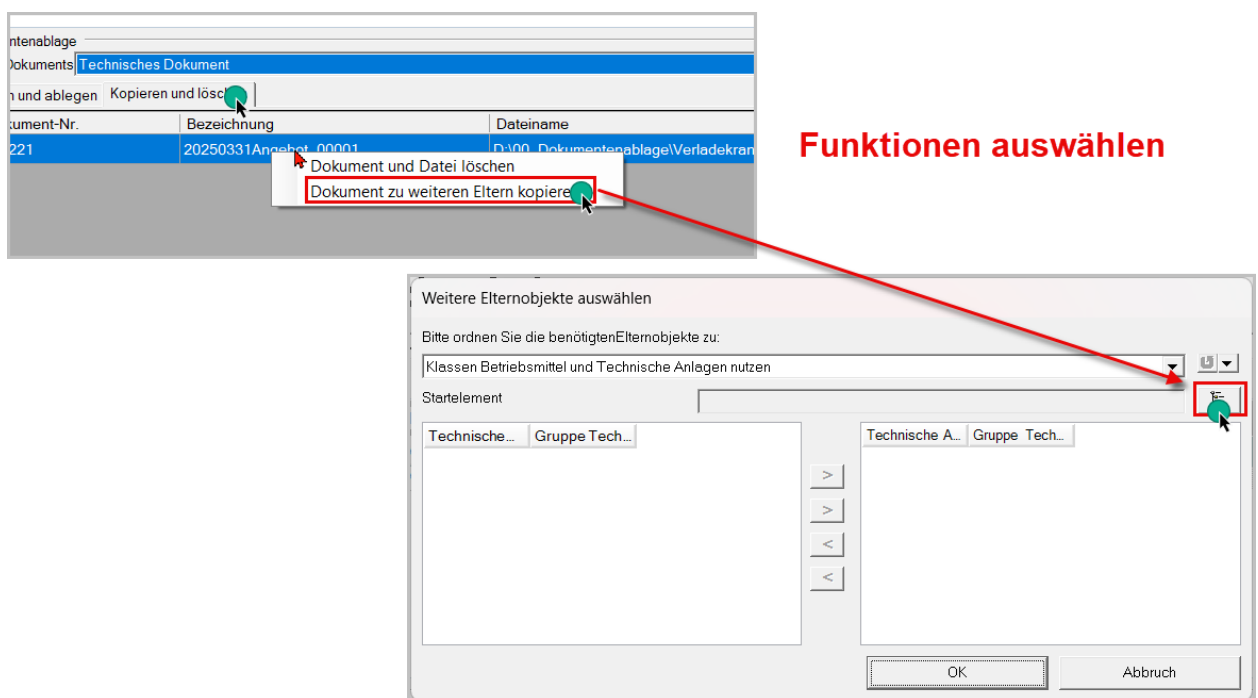 ntenablage
Dokuments Technisches Dokument
n und ablegen Kopieren und lösc
kument-Nr. Bezeichnung Dateiname
221 20250331Angebot_00001 D:\00_Dokumentenablage\Verladekran
Dokument und Datei löschen
Dokument zu weiteren Eltern kopiere
Funktionen auswählen
Weitere Elternobjekte auswählen
Bitte ordnen Sie die benötigtenElternobjekte zu:
Klassen Betriebsmittel und Technische Anlagen nutzen
Startelement
Technische... Gruppe Tech... Technische A... Gruppe Tech...
>
>
<
<
OK Abbruch